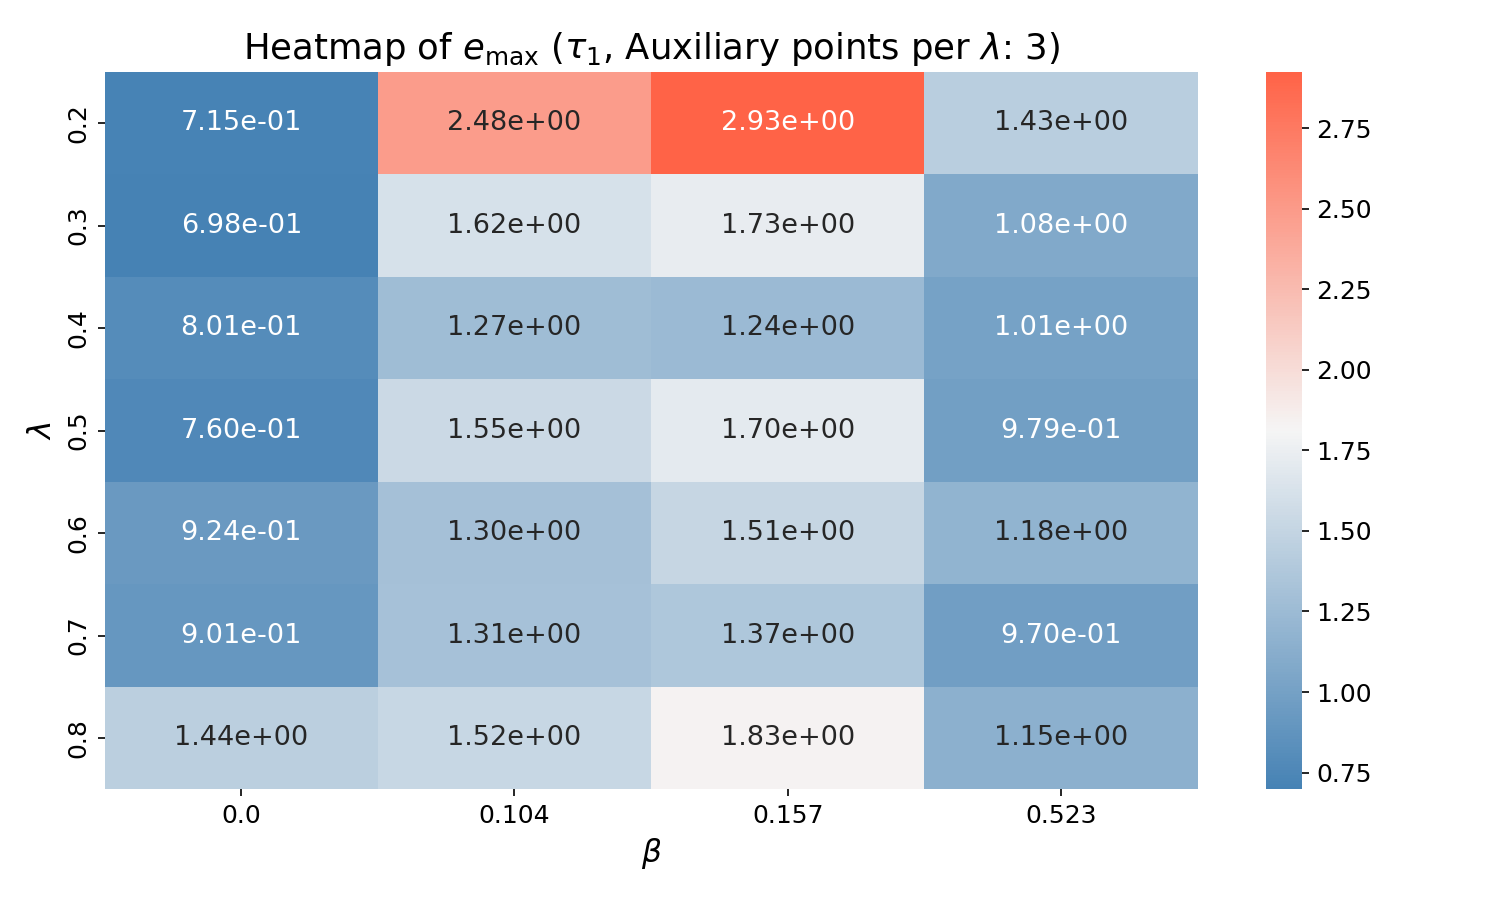 Heatmap of e_max (τ_1, Auxiliary points per λ: 3)
λ
0.2 7.15e-01 2.48e+00 2.93e+00 1.43e+00
0.3 6.98e-01 1.62e+00 1.73e+00 1.08e+00
0.4 8.01e-01 1.27e+00 1.24e+00 1.01e+00
0.5 7.60e-01 1.55e+00 1.70e+00 9.79e-01
0.6 9.24e-01 1.30e+00 1.51e+00 1.18e+00
0.7 9.01e-01 1.31e+00 1.37e+00 9.70e-01
0.8 1.44e+00 1.52e+00 1.83e+00 1.15e+00
0.0 0.104 0.157 0.523
β
2.75
2.50
2.25
2.00
1.75
1.50
1.25
1.00
0.75